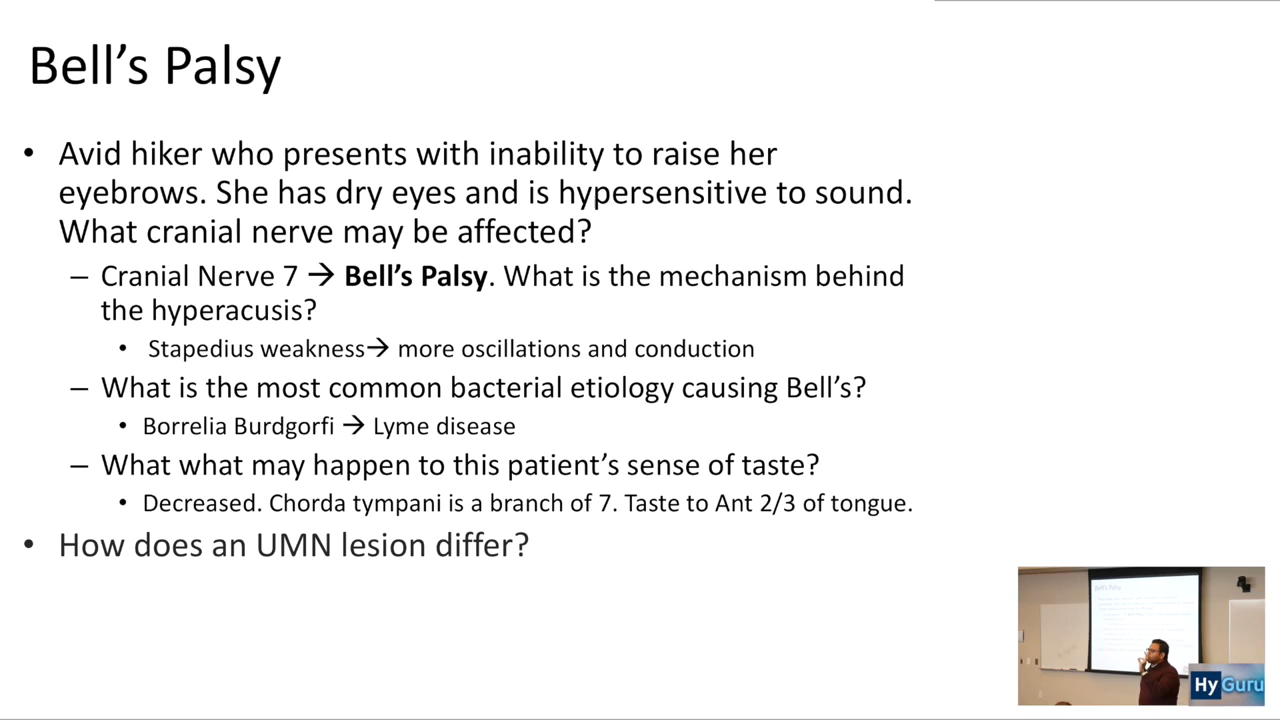 Bell’s Palsy
• Avid hiker who presents with inability to raise her
eyebrows. She has dry eyes and is hypersensitive to sound.
What cranial nerve may be affected?
– Cranial Nerve 7 → Bell’s Palsy. What is the mechanism behind
the hyperacusis?
• Stapedius weakness→ more oscillations and conduction
– What is the most common bacterial etiology causing Bell’s?
• Borrelia Burdgorfi → Lyme disease
– What what may happen to this patient’s sense of taste?
• Decreased. Chorda tympani is a branch of 7. Taste to Ant 2/3 of tongue.
• How does an UMN lesion differ?
Bell's Palsy
HyGuru